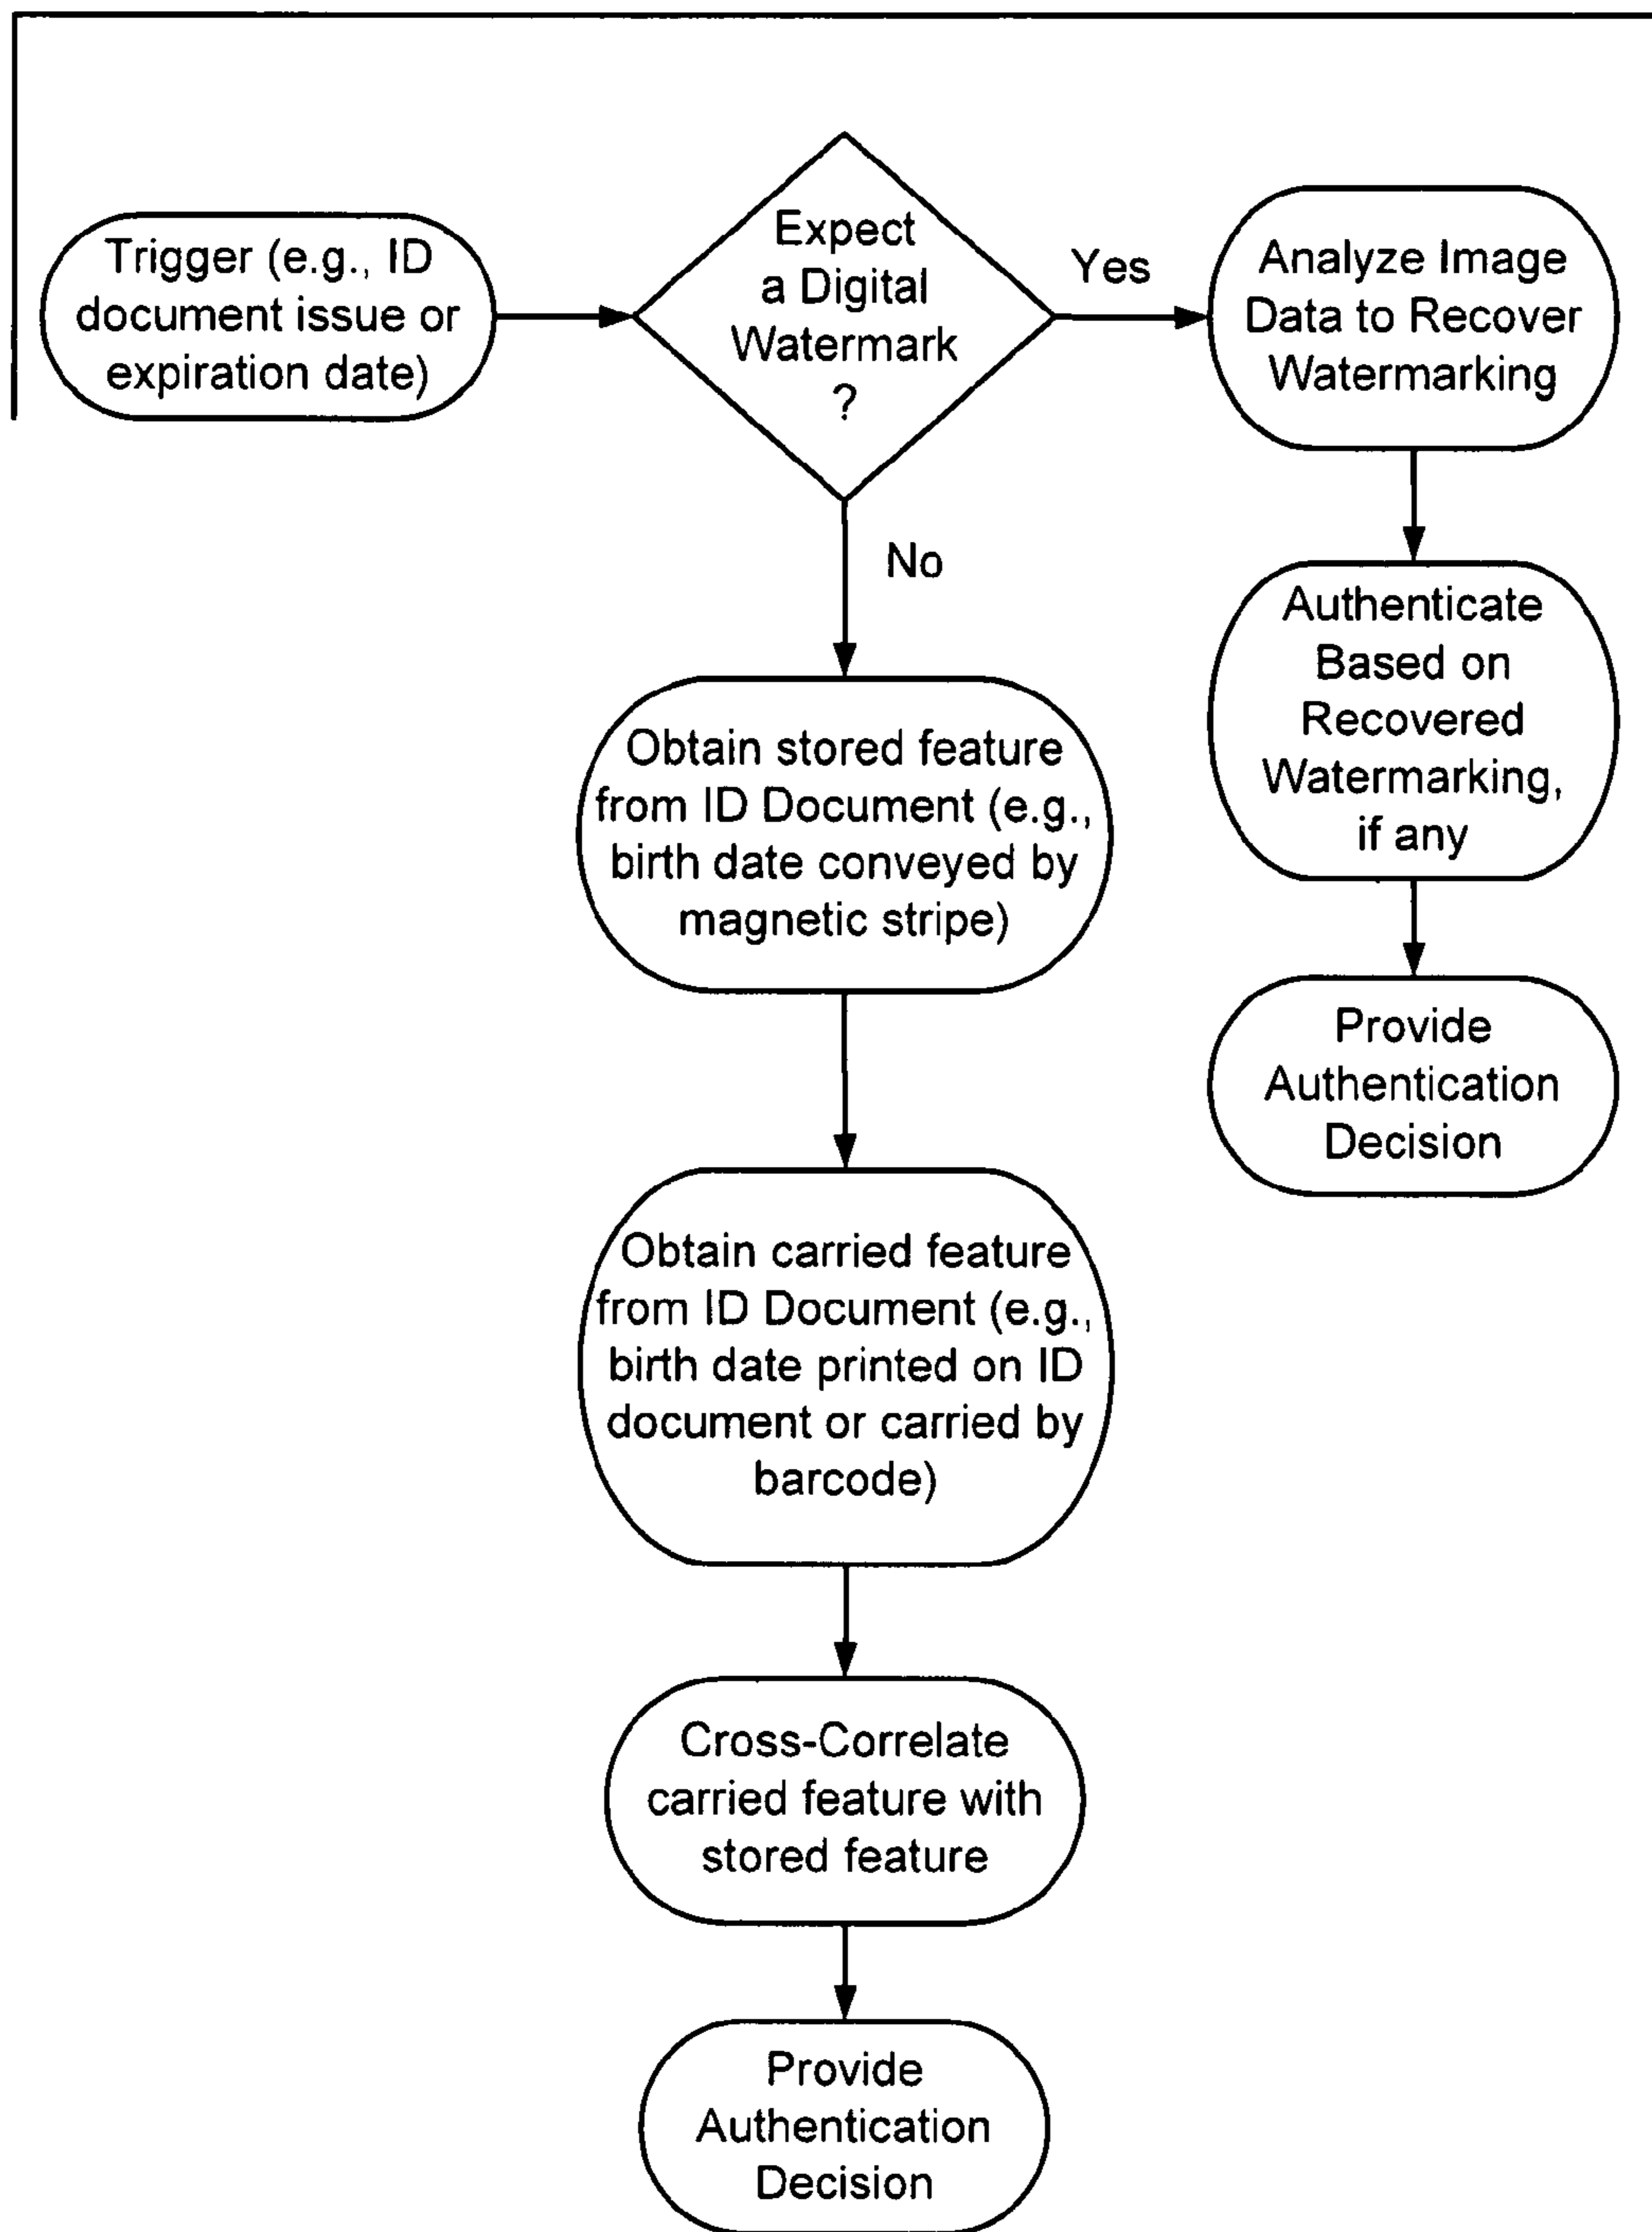 Trigger (e.g., ID
document issue or
expiration date)
Expect
a Digital
Watermark
?
Yes
Analyze Image
Data to Recover
Watermarking
No
Authenticate
Based on
Recovered
Watermarking,
if any
Provide
Authentication
Decision
Obtain stored feature
from ID Document (e.g.,
birth date conveyed by
magnetic stripe)
Obtain carried feature
from ID Document (e.g.,
birth date printed on ID
document or carried by
barcode)
Cross-Correlate
carried feature with
stored feature
Provide
Authentication
Decision